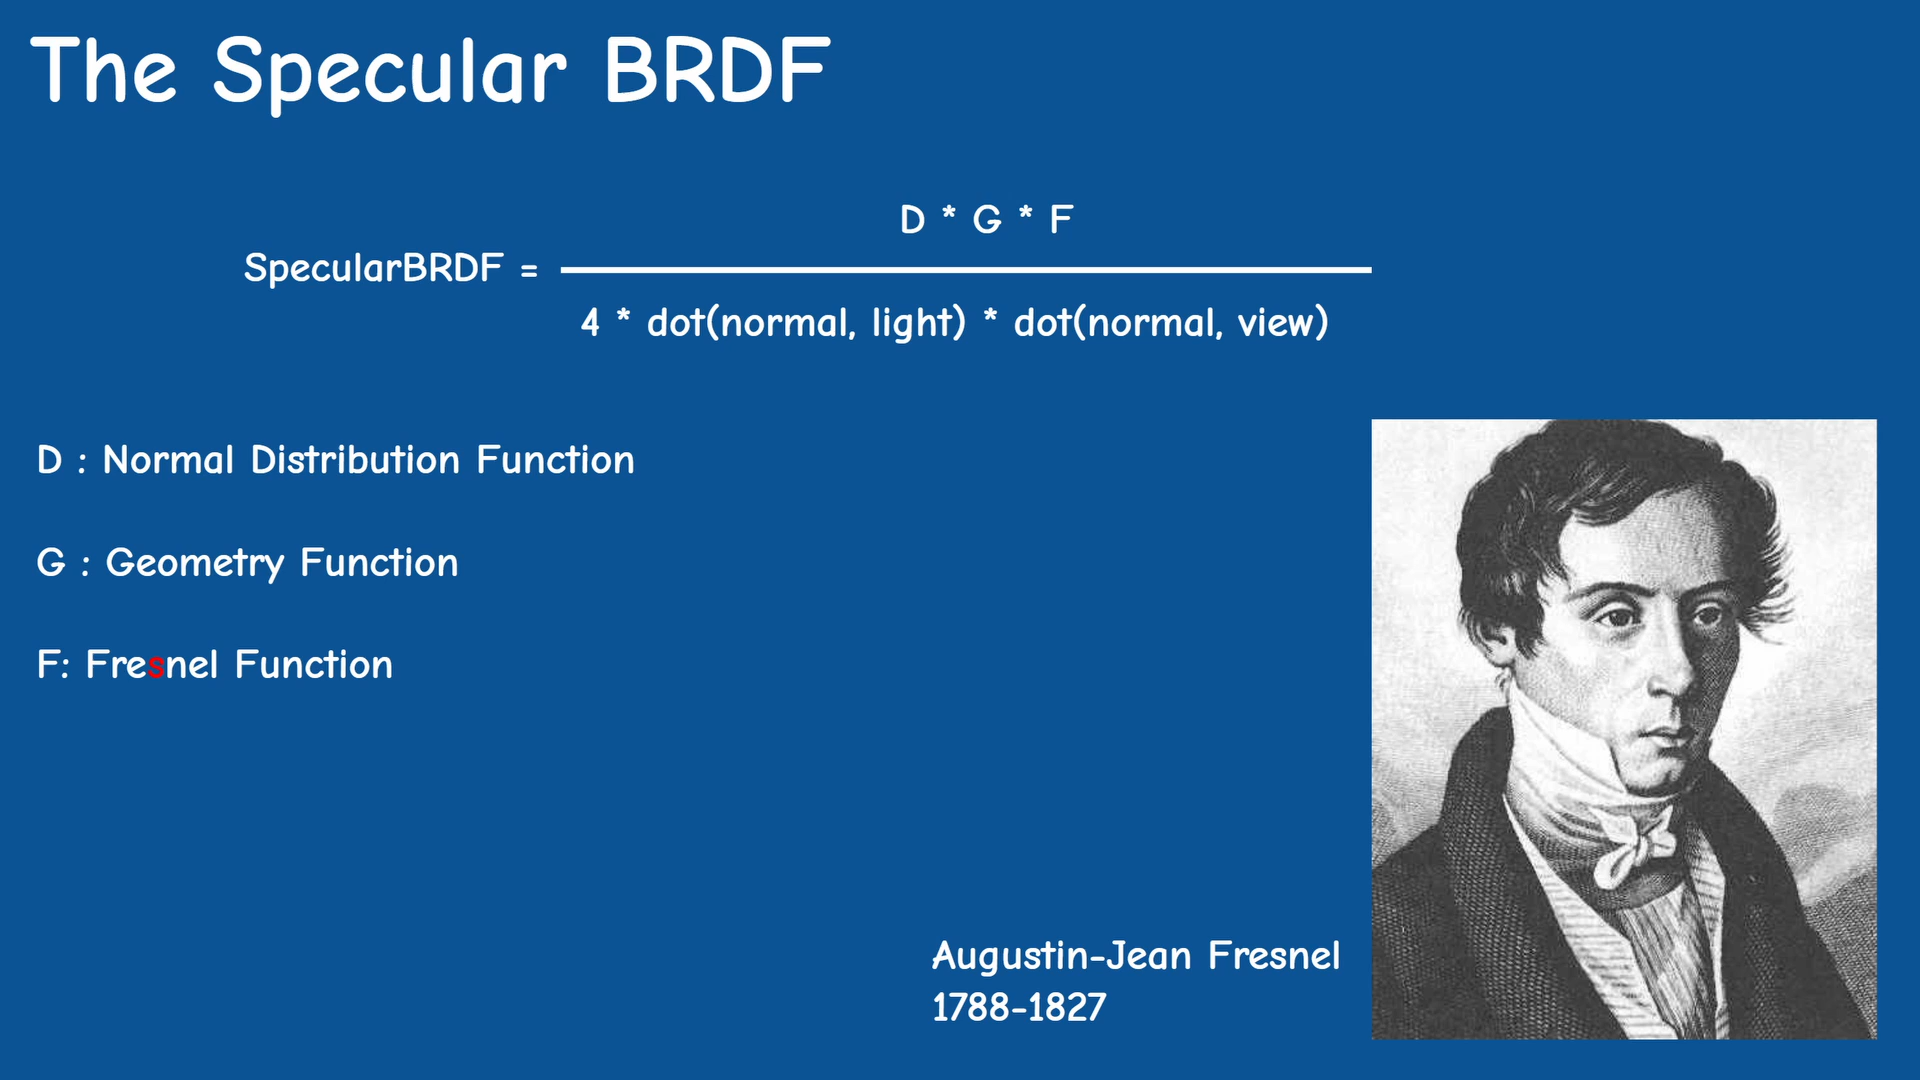 The Specular BRDF
D * G * F
SpecularBRDF =
4 * dot(normal, light) * dot(normal, view)
D : Normal Distribution Function
G : Geometry Function
F: Fresnel Function
Augustin-Jean Fresnel
1788-1827